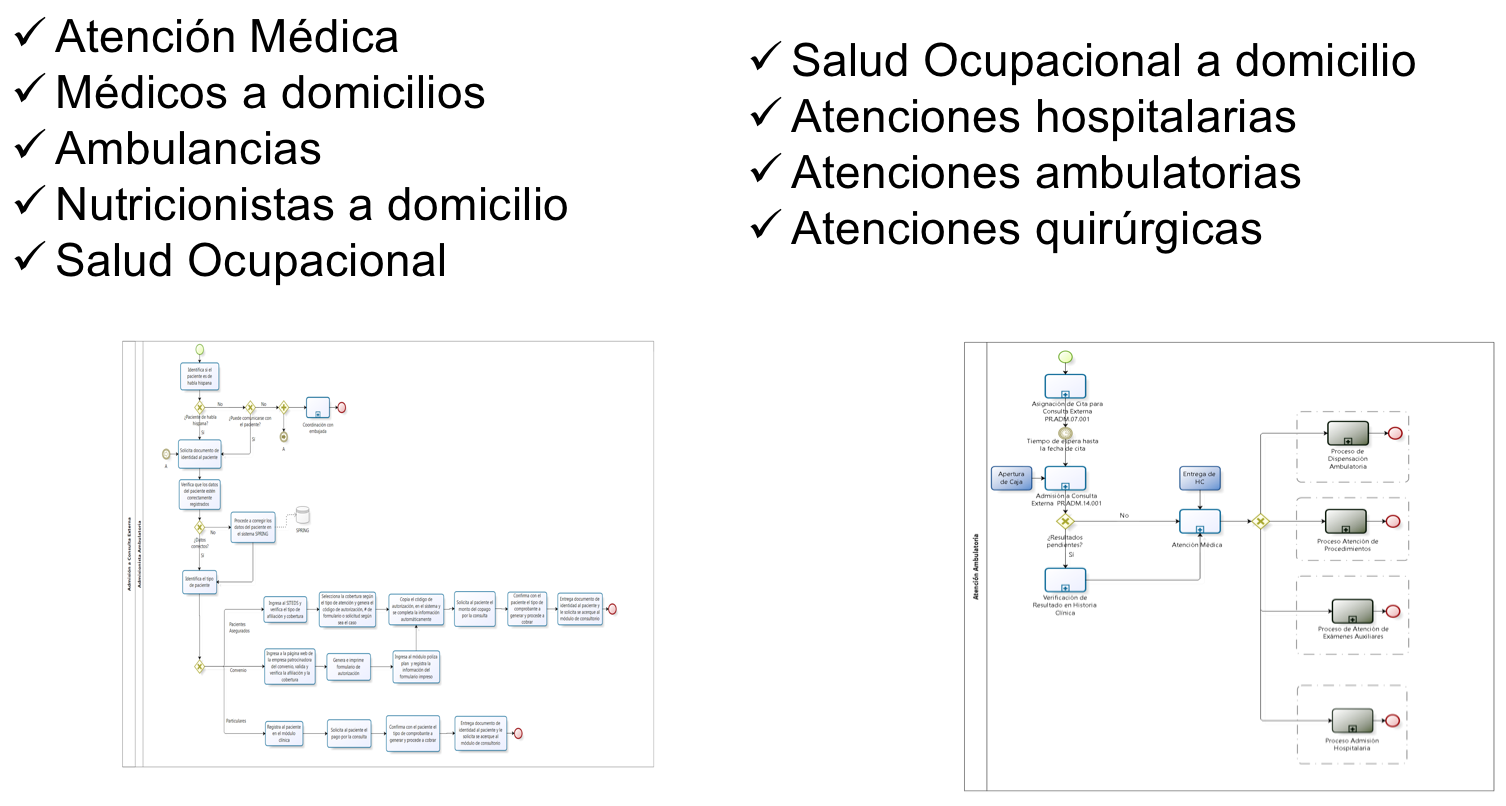 ✓ Atención Médica
✓ Médicos a domicilios
✓ Ambulancias
✓ Nutricionistas a domicilio
✓ Salud Ocupacional
✓ Salud Ocupacional a domicilio
✓ Atenciones hospitalarias
✓ Atenciones ambulatorias
✓ Atenciones quirúrgicas
Admisión a Consulta Externa
Admisionista Ambulatoria
Identifica si el
paciente es de
habla hispana
¿Paciente de habla
hispana?
No
Si
¿Puede comunicarse con
el paciente?
No
Si
A
Coordinación con
embajada
A
Solicita documento de
identidad al paciente
Verifica que los datos
del paciente estén
correctamente
registrados
¿Datos
correctos?
No
Si
Procede a corregir los
datos del paciente en
el sistema SPRING
SPRING
Identifica el tipo
de paciente
Pacientes
Asegurados
Ingresa al SITEDS y
verifica el tipo de
afiliación y cobertura
Selecciona la cobertura según
el tipo de atención y genera el
código de autorización, # de
formulario o solicitud según
sea el caso
Copia el código de
autorización, en el sistema y
se completa la información
automáticamente
Solicita al paciente el
monto del copago
por la consulta
Confirma con el
paciente el tipo de
comprobante a
generar y procede a
cobrar
Entrega documento de
identidad al paciente y
le solicita se acerque al
módulo de consultorio
Convenio
Ingresa a la página web de
la empresa patrocinadora
del convenio, valida y
verifica la afiliación y la
cobertura
Genera e imprime
formulario de
autorización
Ingresa al módulo poliza
plan y registra la
información del
formulario impreso
Particulares
Registra al paciente
en el módulo
clínica
Solicita al paciente el
pago por la consulta
Confirma con el paciente el
tipo de comprobante a
generar y procede a cobrar
Entrega documento de
identidad al paciente y le
solicita se acerque al
módulo de consultorio
Atención Ambulatoria
Asignación de Cita para
Consulta Externa
PR.ADM.07.001
Tiempo de espera hasta
la fecha de cita
Apertura
de Caja
Admisión a Consulta
Externa PR.ADM.14.001
¿Resultados
pendientes?
No
Si
Verificación de
Resultado en Historia
Clínica
Entrega de
HC
Atención Médica
Proceso de
Dispensación
Ambulatoria
Proceso Atención de
Procedimientos
Proceso de Atención de
Exámenes Auxiliares
Proceso Admisión
Hospitalaria